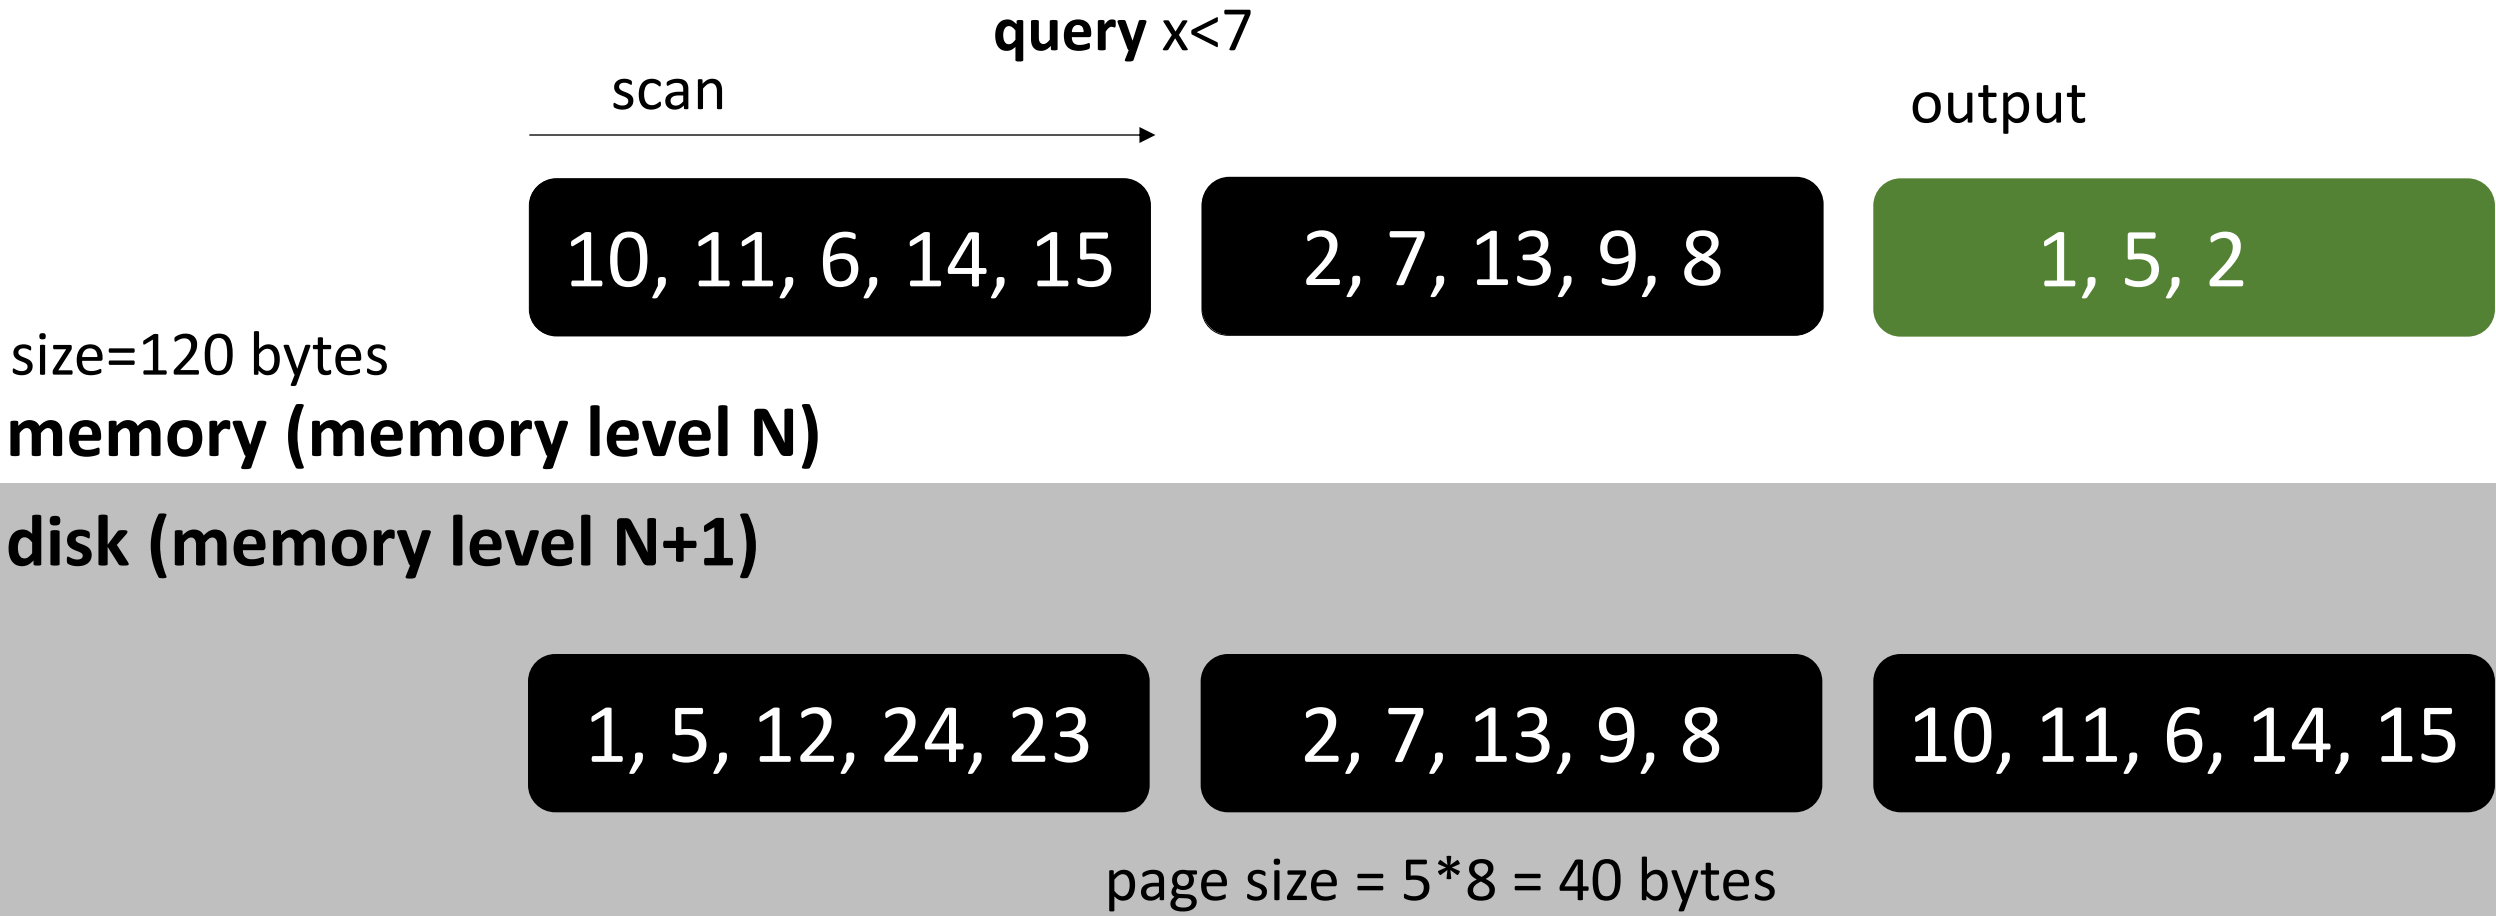 query x<7
scan
output
10, 11, 6, 14, 15
2, 7, 13, 9, 8
1, 5, 2
size=120 bytes
memory (memory level N)
disk (memory level N+1)
1, 5, 12, 24, 23
2, 7, 13, 9, 8
10, 11, 6, 14, 15
page size = 5*8 = 40 bytes